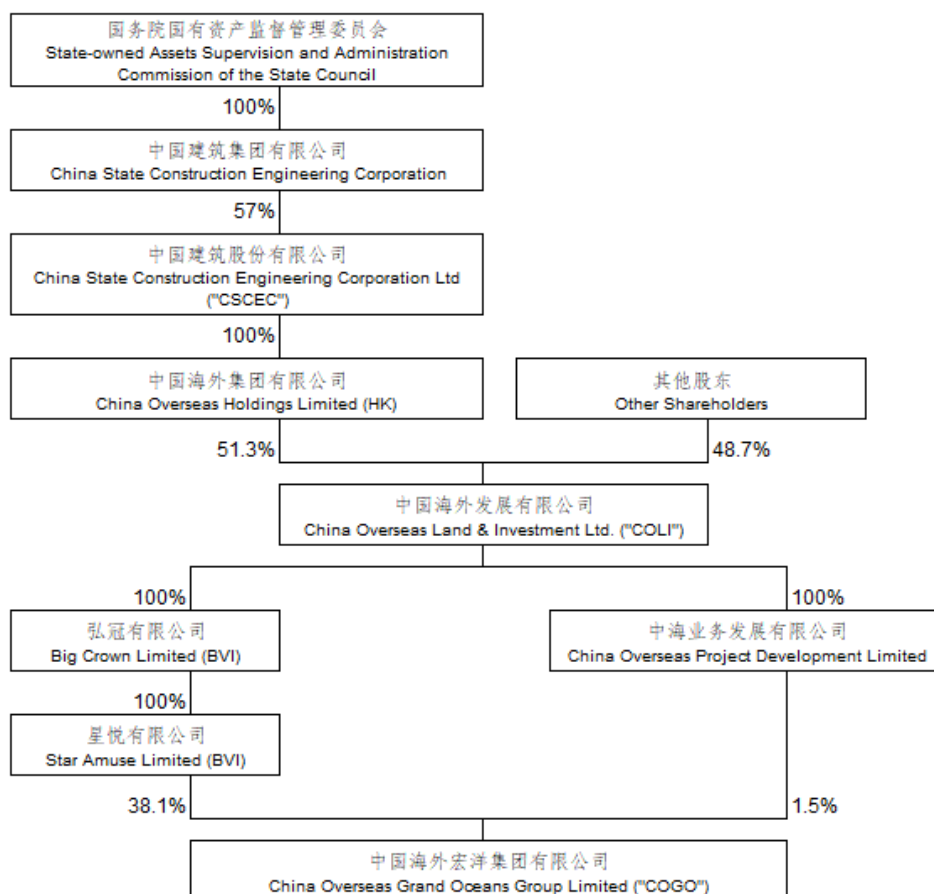 国务院国有资产监督管理委员会
State-owned Assets Supervision and Administration
Commission of the State Council
100%
中国建筑集团有限公司
China State Construction Engineering Corporation
57%
中国建筑股份有限公司
China State Construction Engineering Corporation Ltd
("CSCEC")
100%
中国海外集团有限公司
China Overseas Holdings Limited (HK)
其他股东
Other Shareholders
51.3%
48.7%
中国海外发展有限公司
China Overseas Land & Investment Ltd. ("COLI")
100%
100%
弘冠有限公司
Big Crown Limited (BVI)
中海业务发展有限公司
China Overseas Project Development Limited
100%
星悦有限公司
Star Amuse Limited (BVI)
38.1%
1.5%
中国海外宏洋集团有限公司
China Overseas Grand Oceans Group Limited ("COGO")